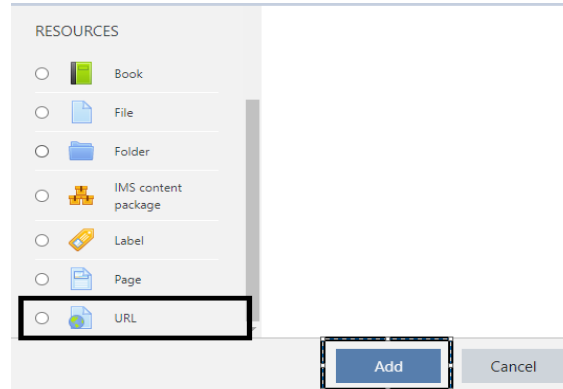 RESOURCES
Book
File
Folder
IMS content
package
Label
Page
URL
Add
Cancel